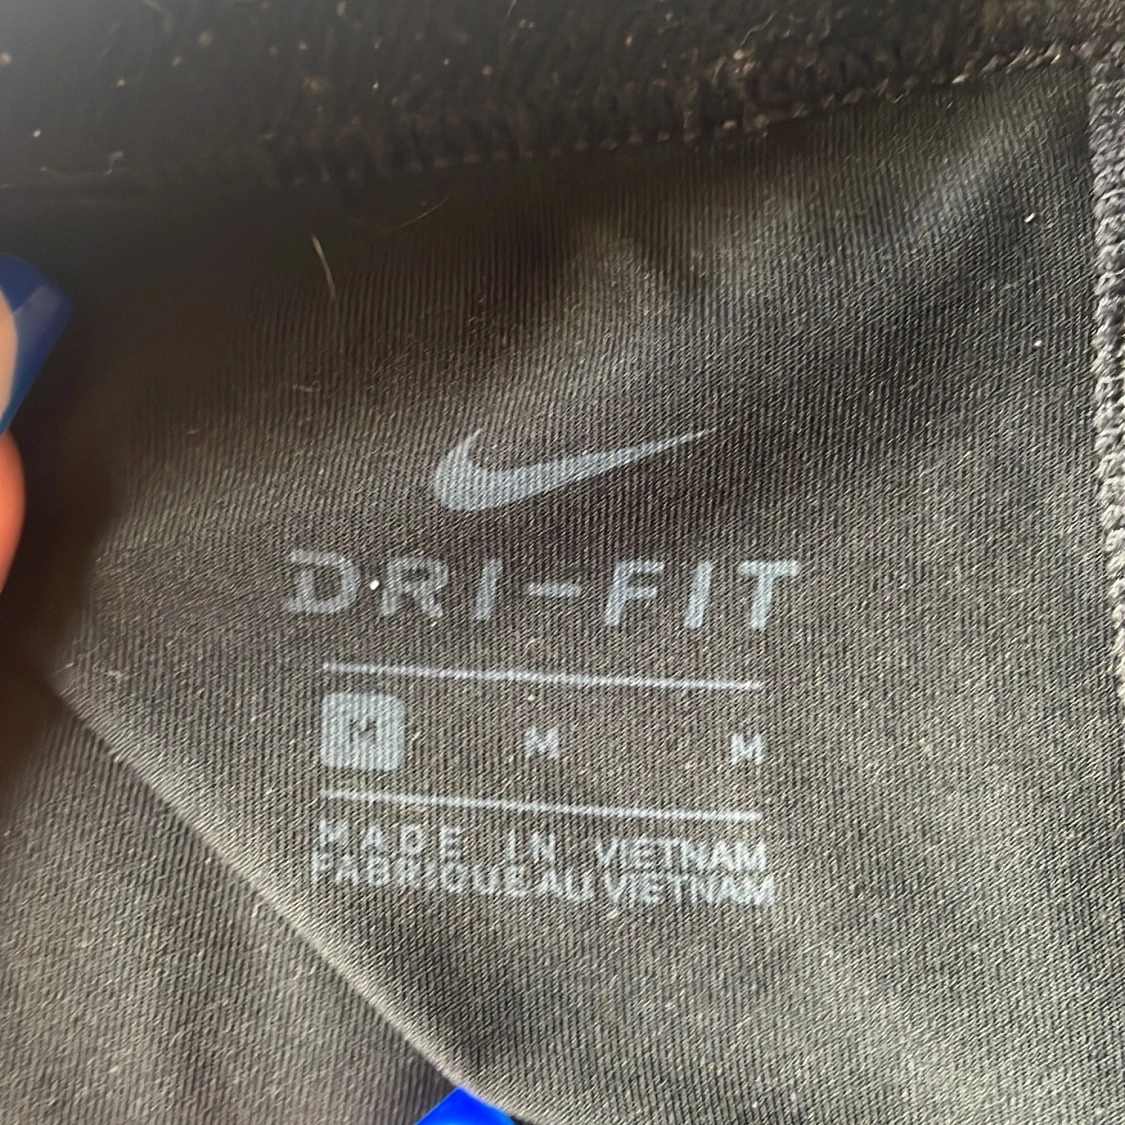 DRI-FIT
M M M
MADE IN VIETNAM
FABRIQUE AU VIETNAM